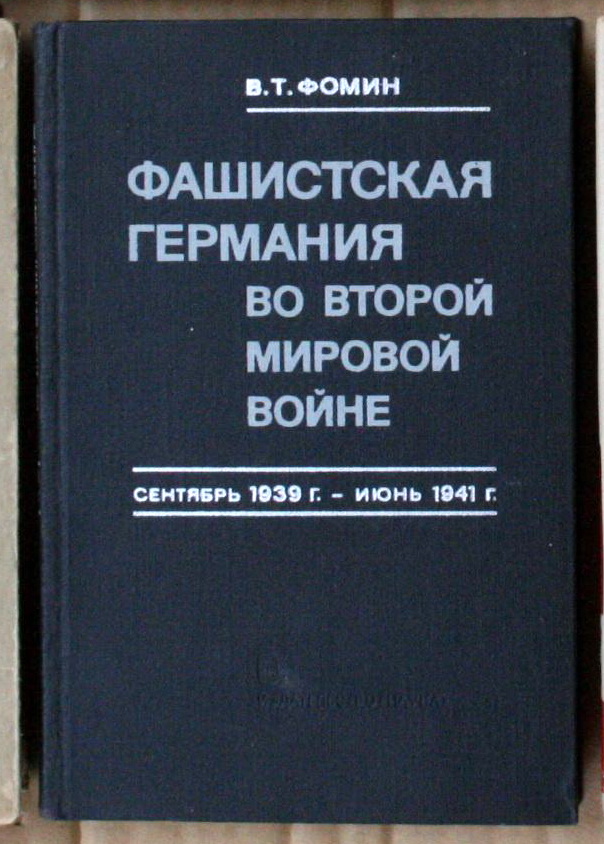 В.Т. ФОМИН
ФАШИСТСКАЯ
ГЕРМАНИЯ
ВО ВТОРОЙ
МИРОВОЙ
ВОЙНЕ
СЕНТЯБРЬ 1939 Г. – ИЮНЬ 1941 Г.